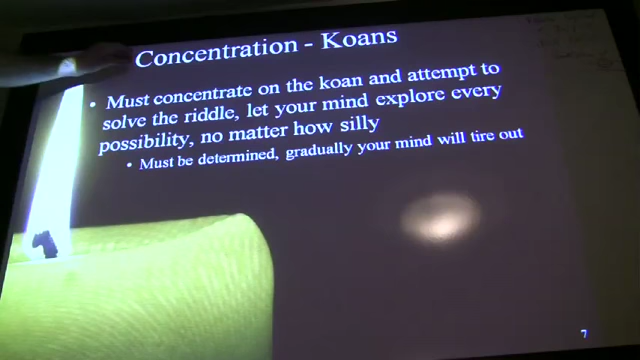 Concentration - Koans
• Must concentrate on the koan and attempt to
solve the riddle, let your mind explore every
possibility, no matter how silly
• Must be determined, gradually your mind will tire out
7